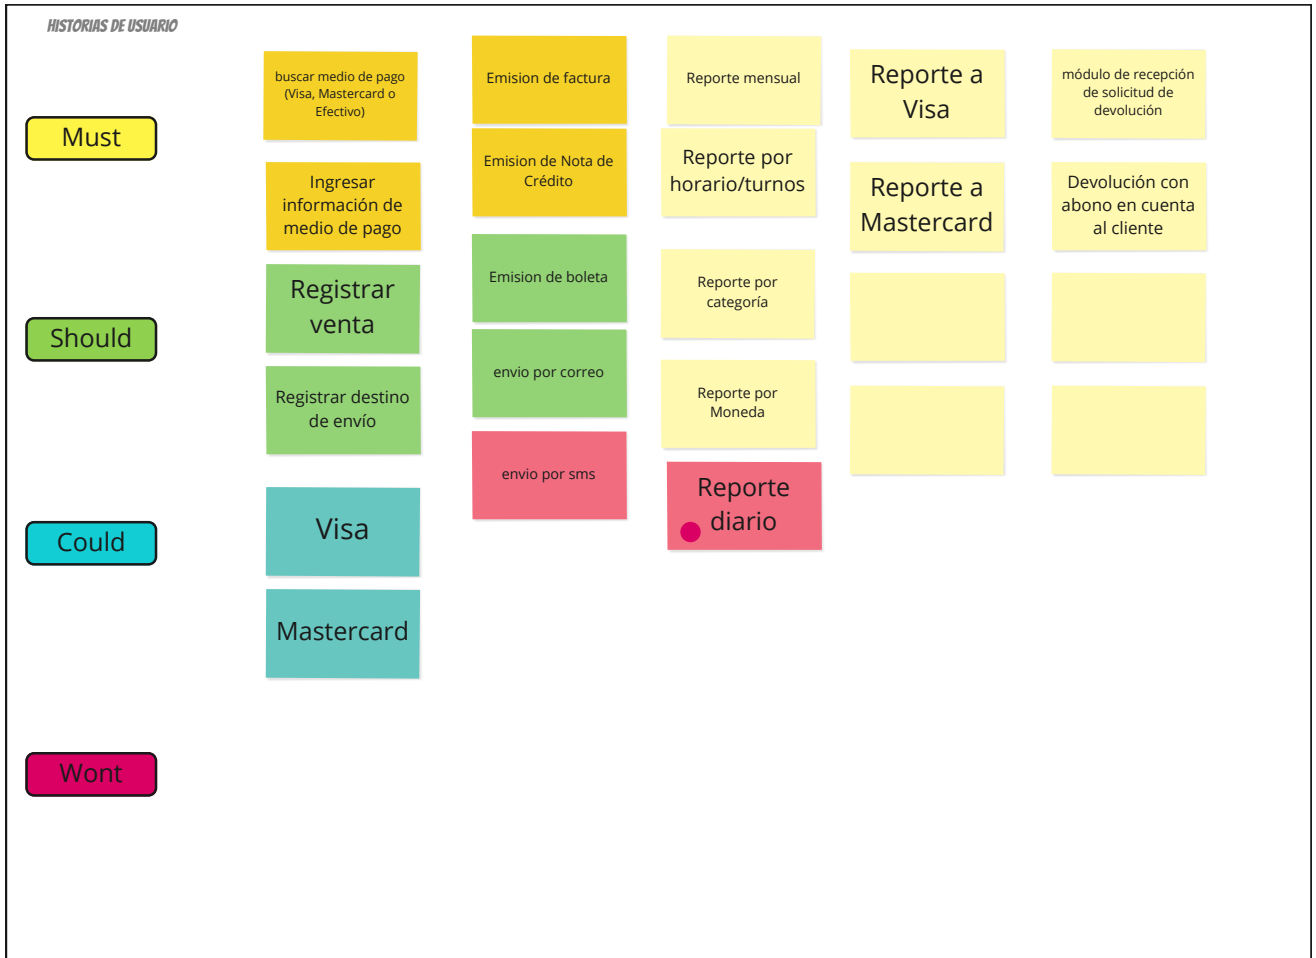 HISTORIAS DE USUARIO
Must
Should
Could
Wont
buscar medio de pago
(Visa, Mastercard o
Efectivo)
Ingresar
información de
medio de pago
Registrar
venta
Registrar destino
de envío
Visa
Mastercard
Emision de factura
Emision de Nota de
Crédito
Emision de boleta
envio por correo
envio por sms
Reporte mensual
Reporte por
horario/turnos
Reporte por
categoría
Reporte por
Moneda
Reporte
diario
Reporte a
Visa
Reporte a
Mastercard
módulo de recepción
de solicitud de
devolución
Devolución con
abono en cuenta
al cliente